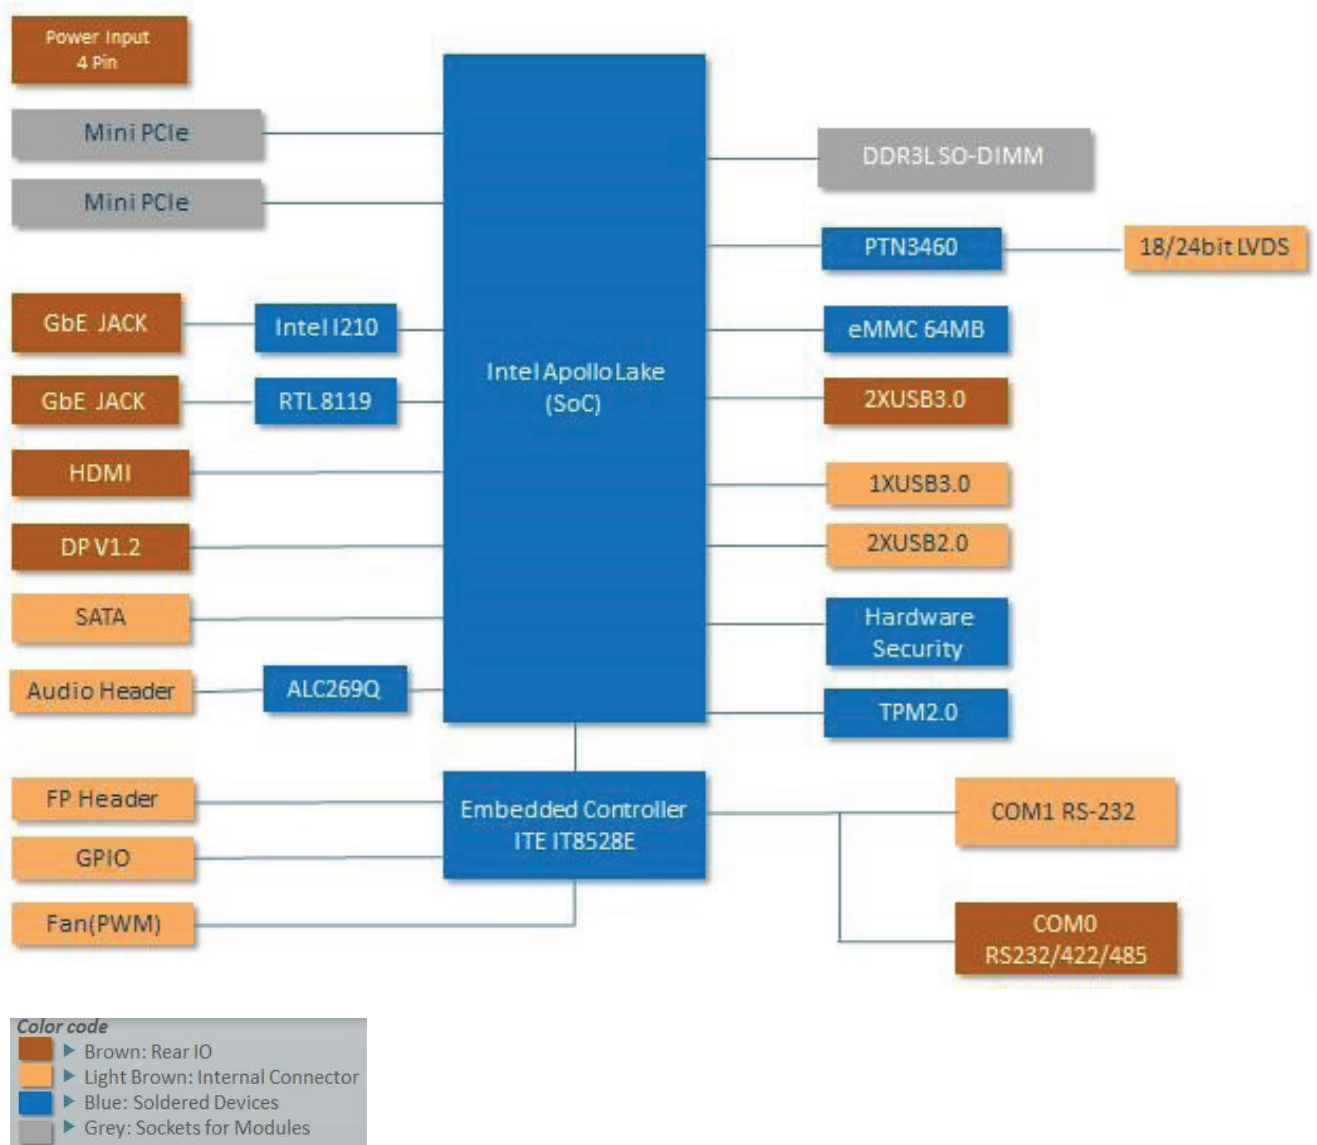 Power Input
4 Pin
Mini PCIe
Mini PCIe
GbE JACK
Intel I210
GbE JACK
RTL8119
HDMI
DP V1.2
SATA
Audio Header
ALC269Q
FP Header
GPIO
Fan(PWM)
Intel Apollo Lake
(SoC)
Embedded Controller
ITE IT8528E
DDR3L SO-DIMM
PTN3460
18/24bit LVDS
eMMC 64MB
2XUSB3.0
1XUSB3.0
2XUSB2.0
Hardware
Security
TPM2.0
COM1 RS-232
COM0
RS232/422/485
Color code
Brown: Rear IO
Light Brown: Internal Connector
Blue: Soldered Devices
Grey: Sockets for Modules